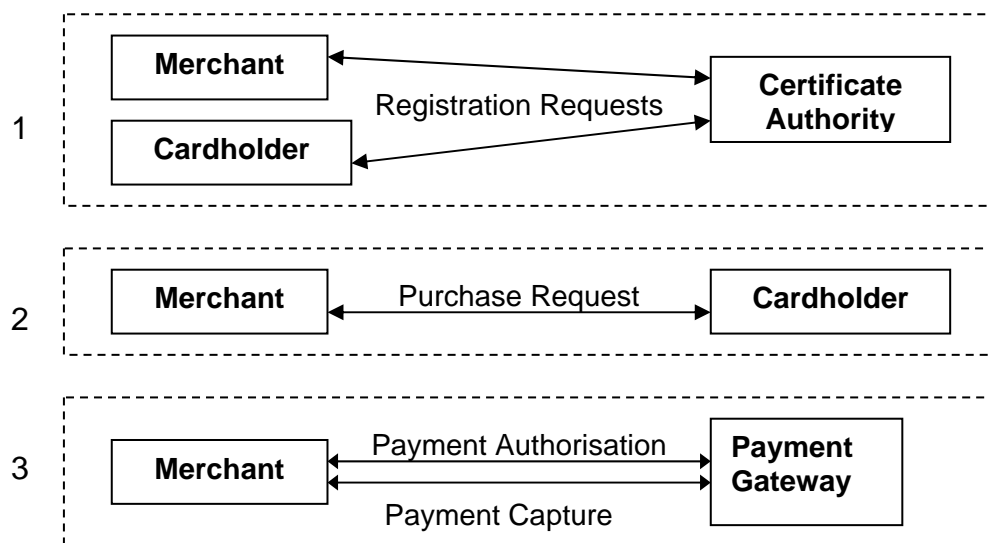 1
Merchant
Cardholder
Registration Requests
Certificate
Authority
2
Merchant
Purchase Request
Cardholder
3
Merchant
Payment Authorisation
Payment Capture
Payment
Gateway